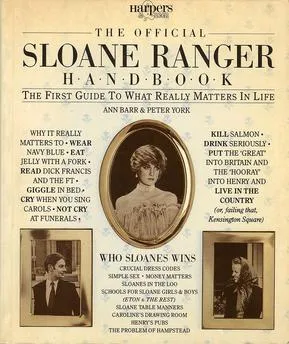 Harpers
THE OFFICIAL
SLOANE RANGER
H·A·N·D·B·O·O·K
THE FIRST GUIDE TO WHAT REALLY MATTERS IN LIFE
ANN BARR & PETER YORK
WHY IT REALLY
MATTERS TO • WEAR
NAVY BLUE • EAT
JELLY WITH A FORK •
READ DICK FRANCIS
AND THE FT •
GIGGLE IN BED •
CRY WHEN YOU SING
CAROLS • NOT CRY
AT FUNERALS
KILL SALMON •
DRINK SERIOUSLY •
PUT THE 'GREAT'
INTO BRITAIN AND
THE 'HOORAY'
INTO HENRY AND
LIVE IN THE
COUNTRY
(or, failing that,
Kensington Square)
WHO SLOANES WINS
CRUCIAL DRESS CODES
SIMPLE SEX • MONEY MATTERS
SLOANES IN THE LOO
SCHOOLS FOR SLOANE GIRLS & BOYS
(ETON & THE REST)
SLOANE TABLE MANNERS
CAROLINE'S DRAWING ROOM
HENRY'S PUBS
THE PROBLEM OF HAMPSTEAD